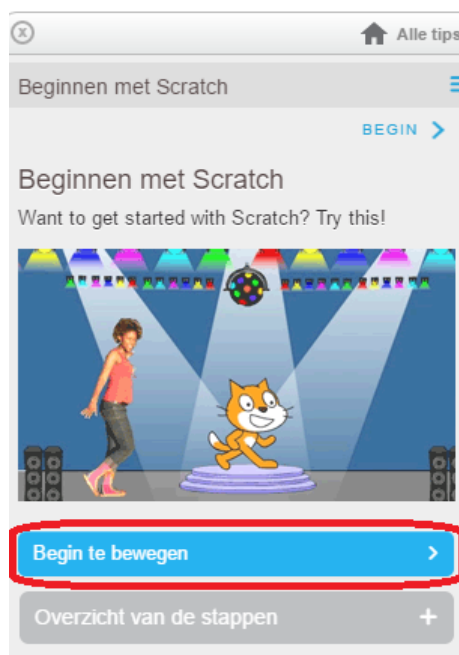 Alle tips
Beginnen met Scratch
BEGIN
Beginnen met Scratch
Want to get started with Scratch? Try this!
Begin te bewegen
Overzicht van de stappen